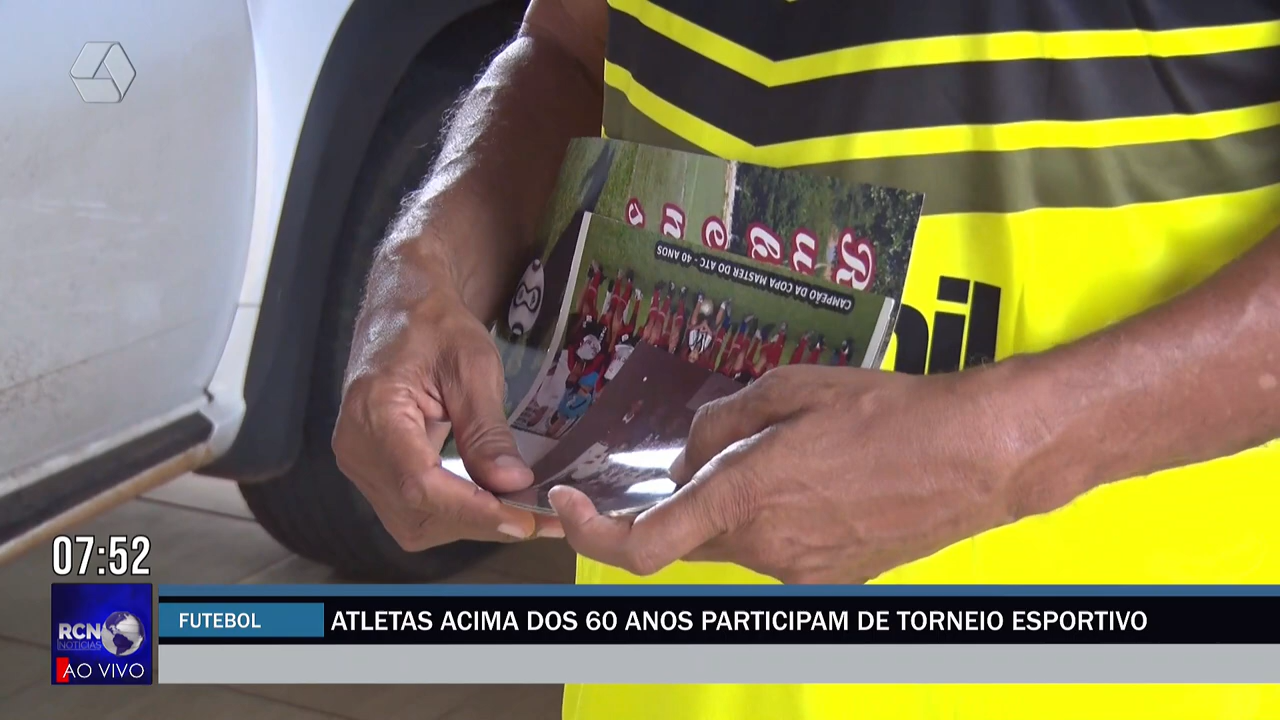 Rubens
CAMPEÃO DA COPA MASTER DO ATC - 40 ANOS
07:52
RCN
NOTÍCIAS
AO VIVO
FUTEBOL
ATLETAS ACIMA DOS 60 ANOS PARTICIPAM DE TORNEIO ESPORTIVO